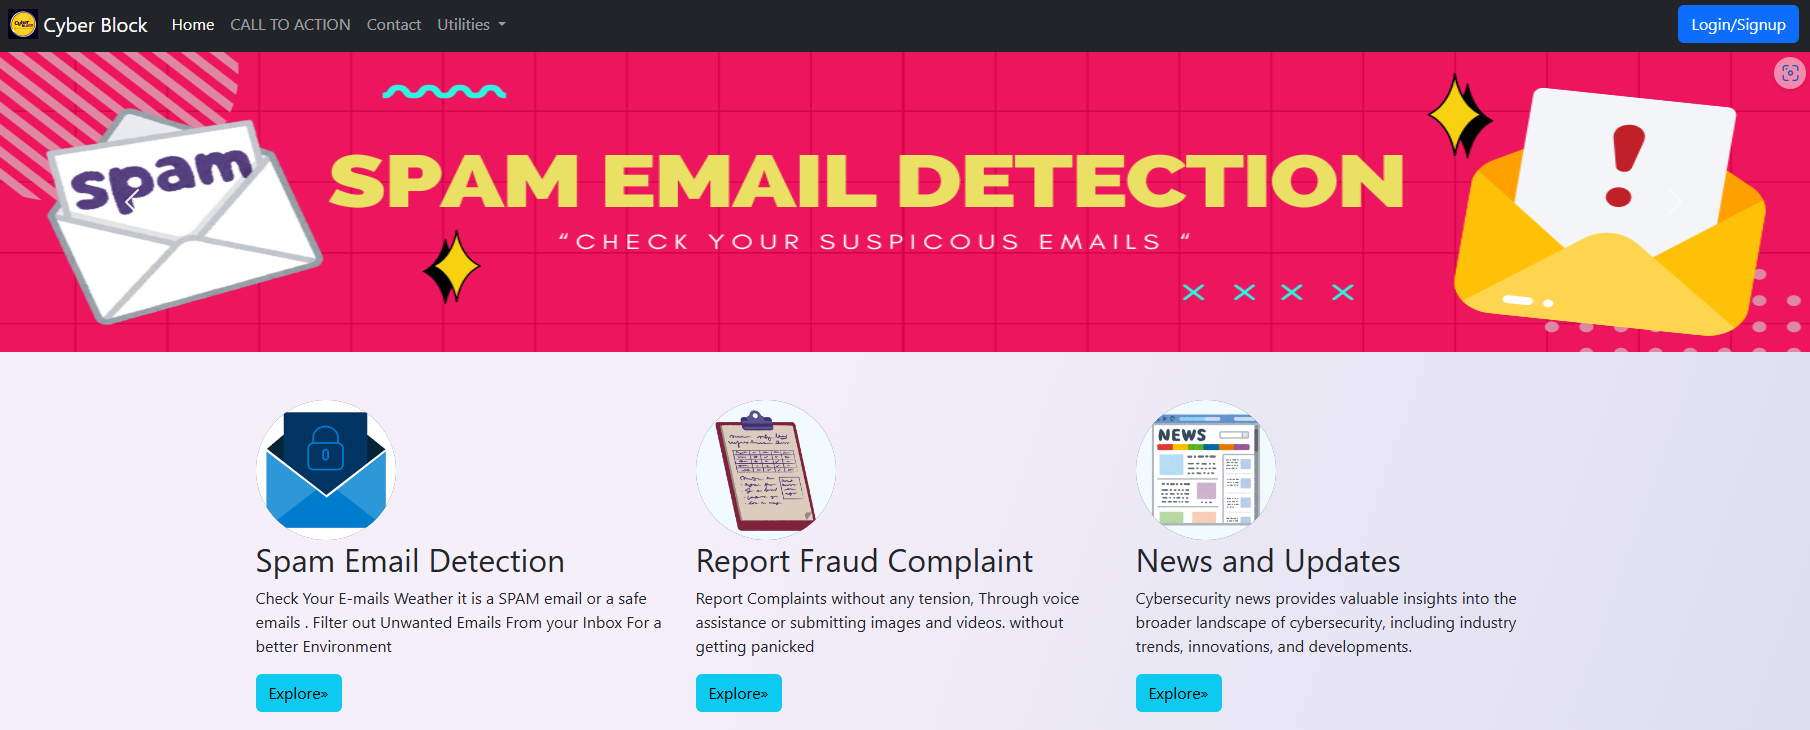 Cyber Block Home CALL TO ACTION Contact Utilities Login/Signup
spam
SPAM EMAIL DETECTION
“CHECK YOUR SUSPICOUS EMAILS “
NEWS
Spam Email Detection
Check Your E-mails Weather it is a SPAM email or a safe
emails . Filter out Unwanted Emails From your Inbox For a
better Environment
Explore»
Report Fraud Complaint
Report Complaints without any tension, Through voice
assistance or submitting images and videos. without
getting panicked
Explore»
News and Updates
Cybersecurity news provides valuable insights into the
broader landscape of cybersecurity, including industry
trends, innovations, and developments.
Explore»